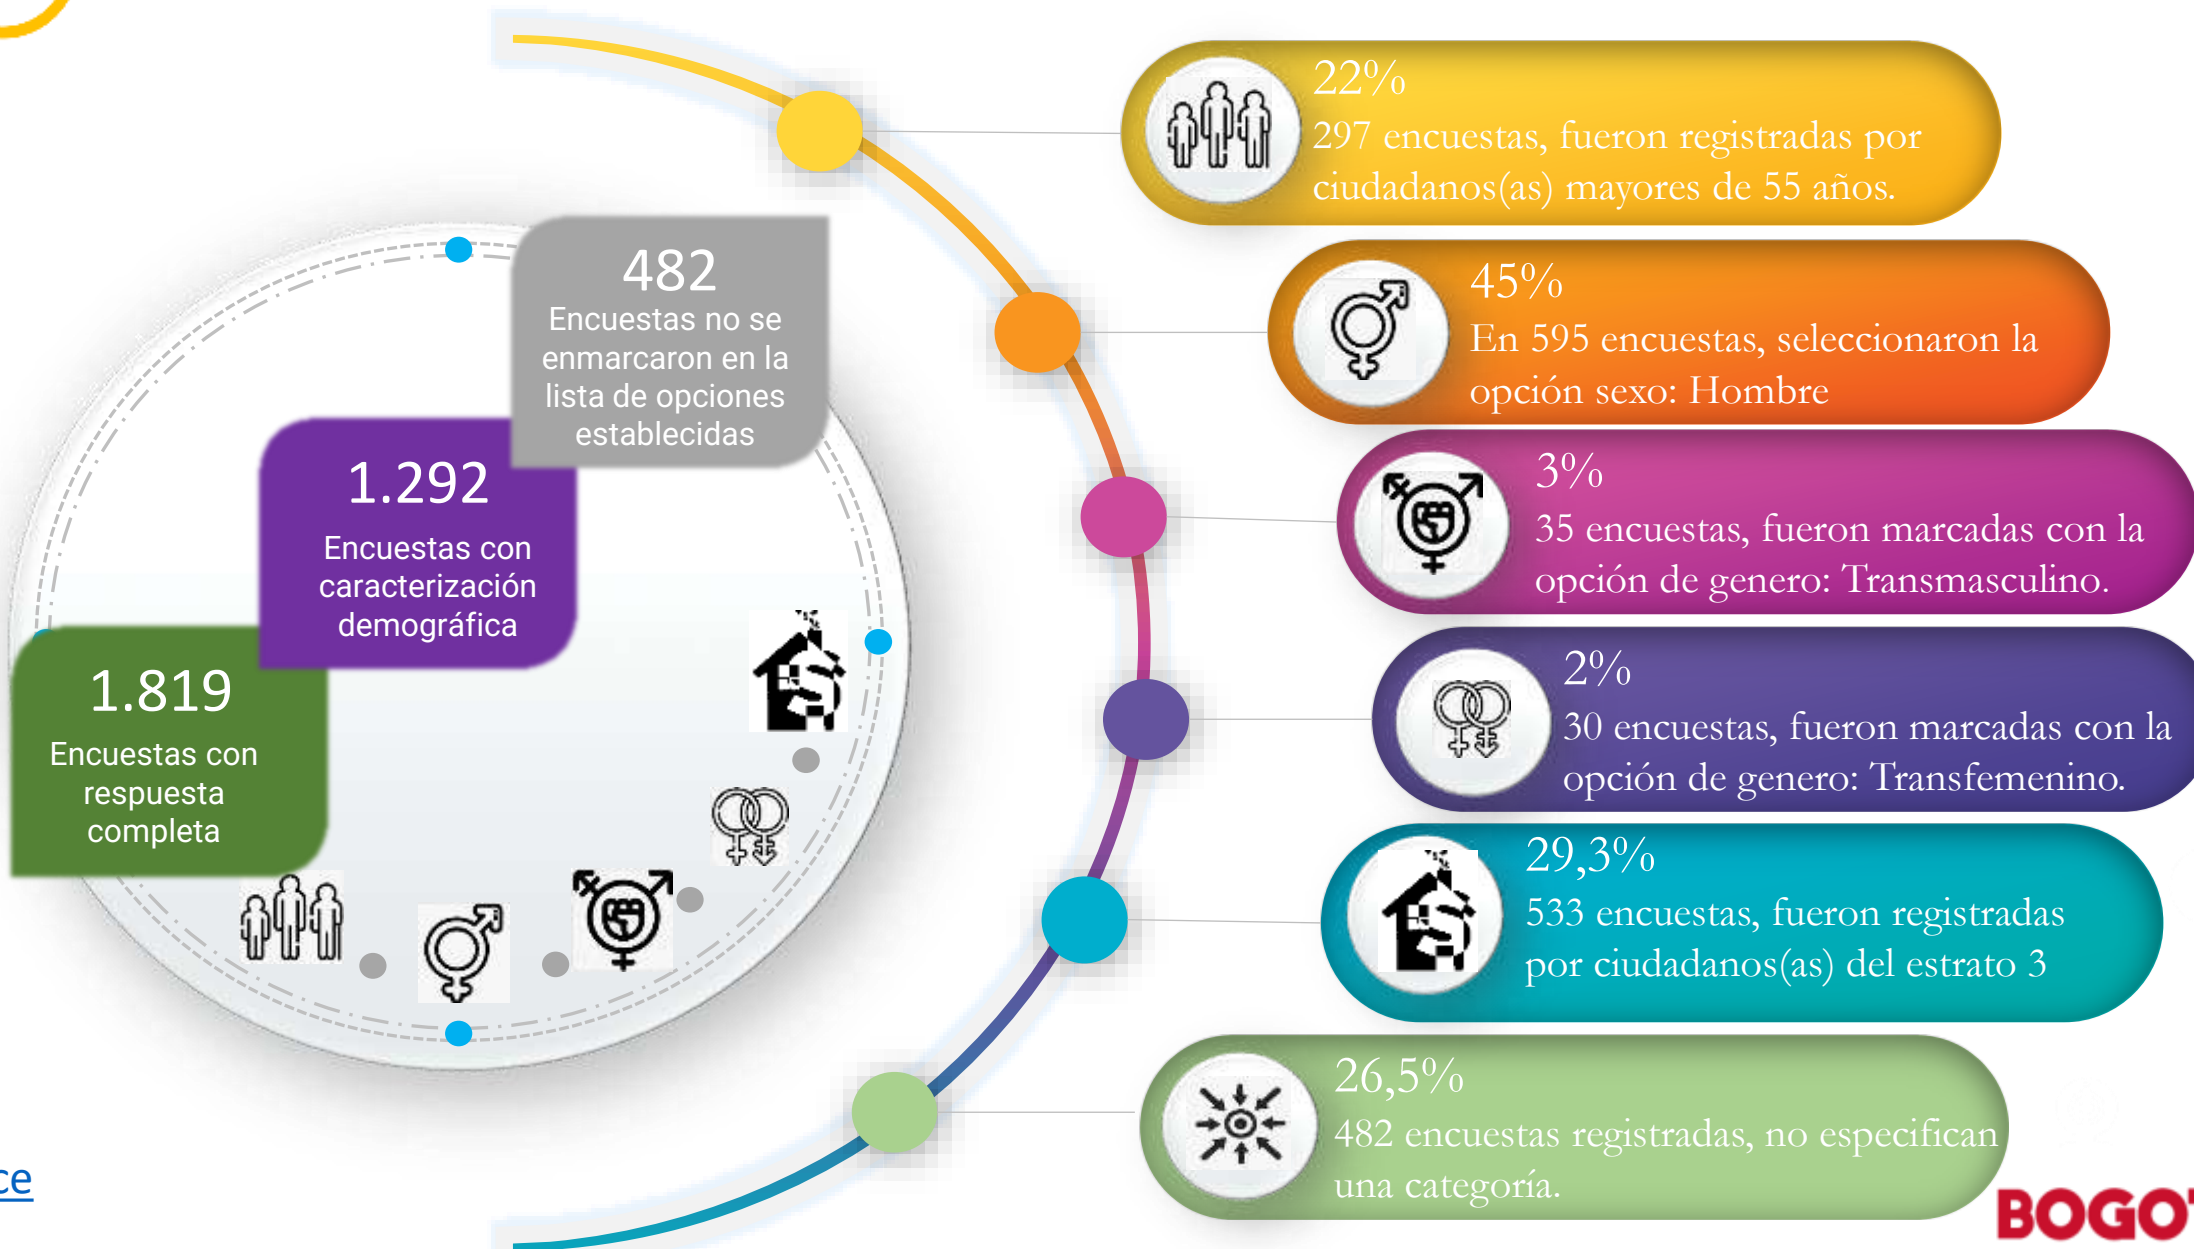 482
Encuestas no se
enmarcaron en la
lista de opciones
establecidas
1.292
Encuestas con
caracterización
demográfica
1.819
Encuestas con
respuesta
completa
22%
297 encuestas, fueron registradas por
ciudadanos(as) mayores de 55 años.
45%
En 595 encuestas, seleccionaron la
opción sexo: Hombre
3%
35 encuestas, fueron marcadas con la
opción de genero: Transmasculino.
2%
30 encuestas, fueron marcadas con la
opción de genero: Transfemenino.
29,3%
533 encuestas, fueron registradas
por ciudadanos(as) del estrato 3
26,5%
482 encuestas registradas, no especifican
una categoría.
ce
BOGOT